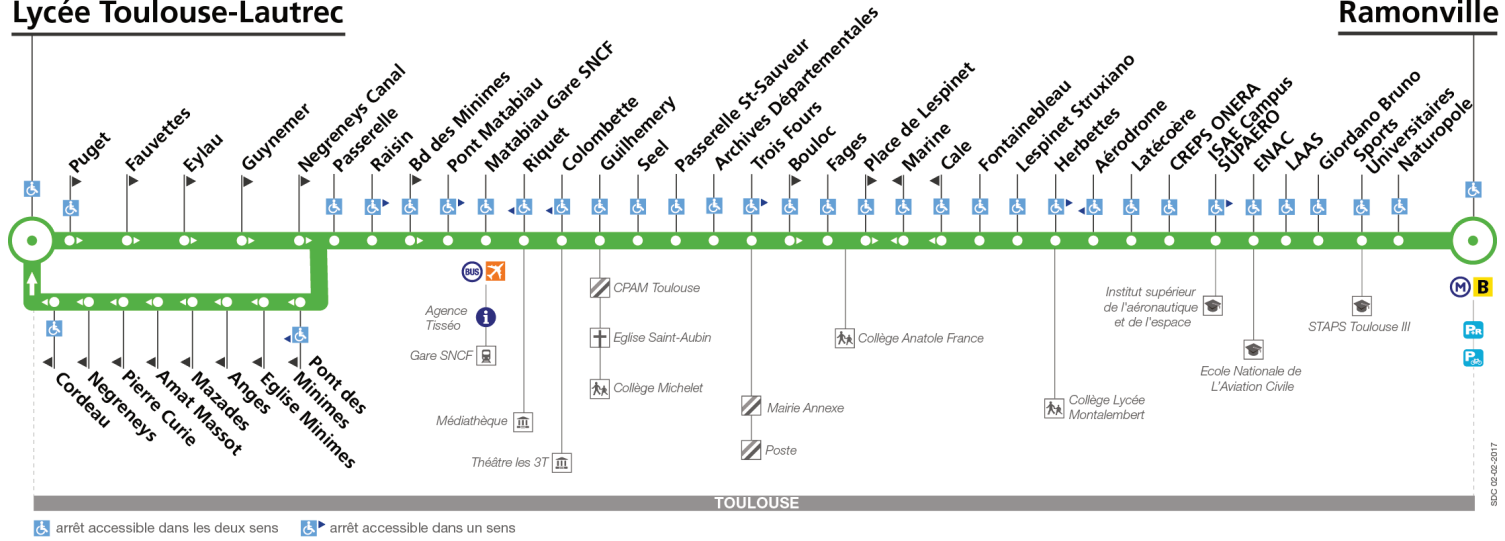 Lycée Toulouse-Lautrec
Ramonville
Puget
Fauvettes
Eylau
Guynemer
Negreneys Canal
Passerelle
Raisin
Bd des Minimes
Pont Matabiau
Matabiau Gare SNCF
Riquet
Colombette
Guilhemery
Seel
Passerelle St-Sauveur
Archives Départementales
Trois Fours
Bouloc
Fages
Place de Lespinet
Marine
Cale
Fontainebleau
Lespinet Struxiano
Herbettes
Aérodrome
Latécoère
CREPS ONERA
ISAE Campus
SUPAERO
ENAC
LAAS
Giordano Bruno
Sports
Universitaires
Naturopole
Cordeau
Negreneys
Pierre Curie
Amat Massot
Mazades
Anges
Eglise Minimes
Pont des
Minimes
BUS
Agence
Tisséo
i
Gare SNCF
Médiathèque
Théâtre les 3T
CPAM Toulouse
Eglise Saint-Aubin
Collège Michelet
Mairie Annexe
Poste
Collège Anatole France
Collège Lycée
Montalembert
Institut supérieur
de l'aéronautique
et de l'espace
Ecole Nationale de
L'Aviation Civile
STAPS Toulouse III
M B
PR
P
TOULOUSE
SDC 02-02-2017
arrêt accessible dans les deux sens
arrêt accessible dans un sens